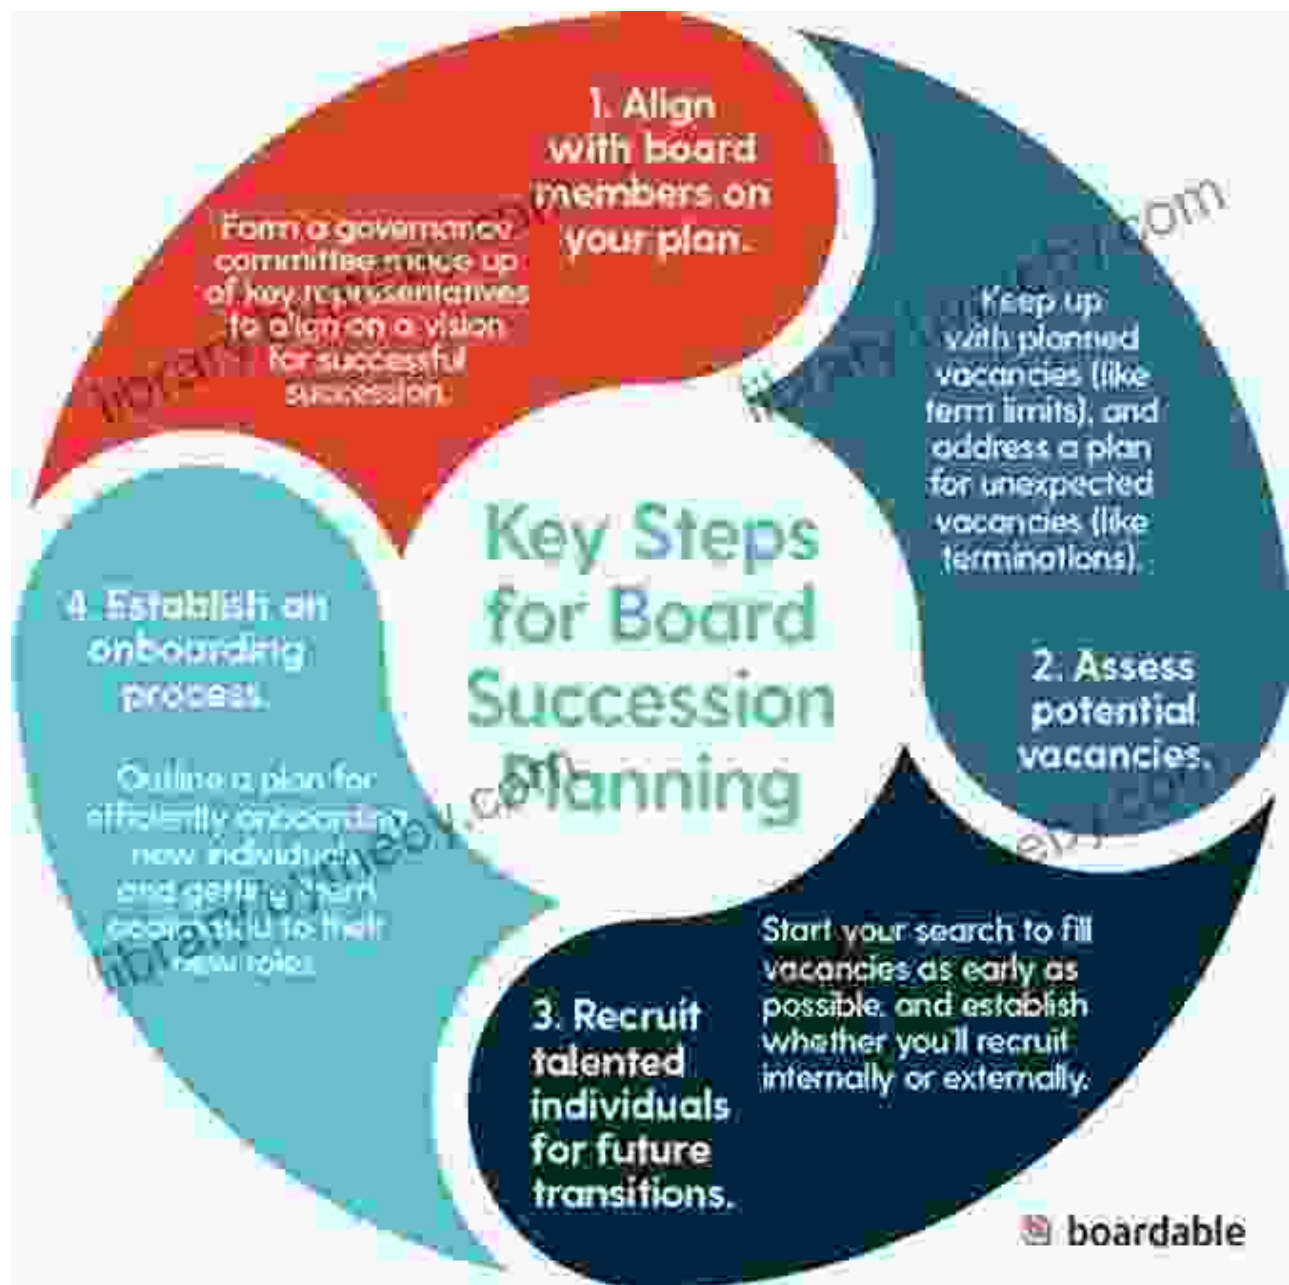 1. Align
with board
members on
your plan.
Form a governance
committee made up
of key representatives
to align on a vision
for successful
succession.
Keep up
with planned
vacancies (like
term limits), and
address a plan
for unexpected
vacancies (like
terminations).
2. Assess
potential
vacancies.
Key Steps
for Board
Succession
Planning
4. Establish an
onboarding
process.
Outline a plan for
efficiently onboarding
new individuals
and getting them
to their
new roles.
Start your search to fill
vacancies as early as
possible, and establish
whether you'll recruit
internally or externally.
3. Recruit
talented
individuals
for future
transitions.
boardable